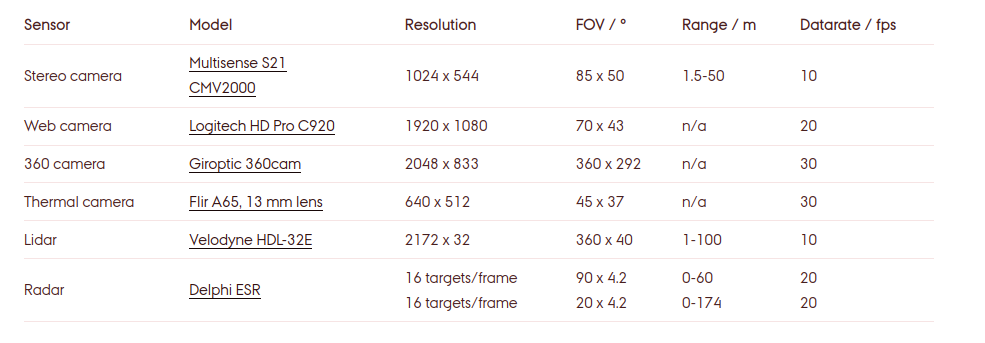 Sensor Model Resolution FOV / ° Range / m Datarate / fps
Stereo camera Multisense S21 1024 x 544 85 x 50 1.5-50 10
CMV2000
Web camera Logitech HD Pro C920 1920 x 1080 70 x 43 n/a 20
360 camera Giroptic 360cam 2048 x 833 360 x 292 n/a 30
Thermal camera Flir A65, 13 mm lens 640 x 512 45 x 37 n/a 30
Lidar Velodyne HDL-32E 2172 x 32 360 x 40 1-100 10
Radar Delphi ESR 16 targets/frame 90 x 4.2 0-60 20
16 targets/frame 20 x 4.2 0-174 20